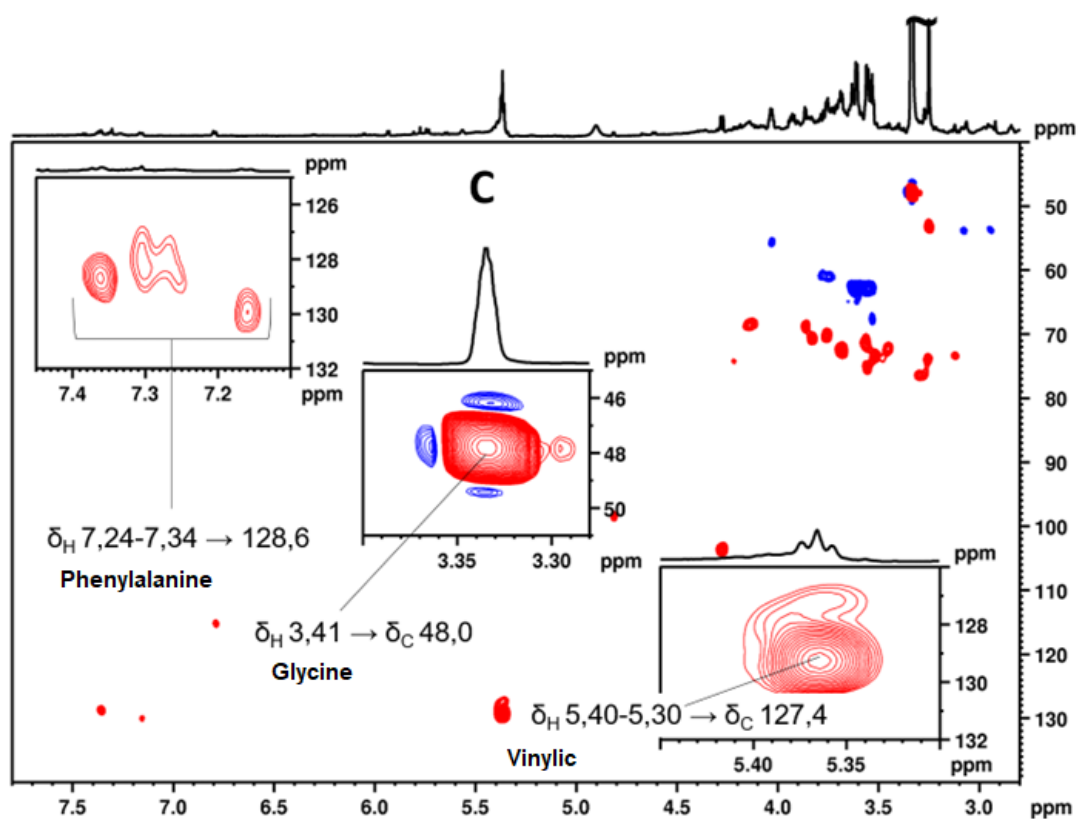 ppm
C
ppm
126
128
130
132
7.4 7.3 7.2 ppm
ppm
46
48
50
3.35 3.30 ppm
δH 7,24-7,34 → 128,6
Phenylalanine
δH 3,41 → δC 48,0
Glycine
ppm
128
130
132
5.40 5.35 ppm
δH 5,40-5,30 → δC 127,4
Vinylic
50
60
70
80
90
100
110
120
130
7.5 7.0 6.5 6.0 5.5 5.0 4.5 4.0 3.5 3.0 ppm